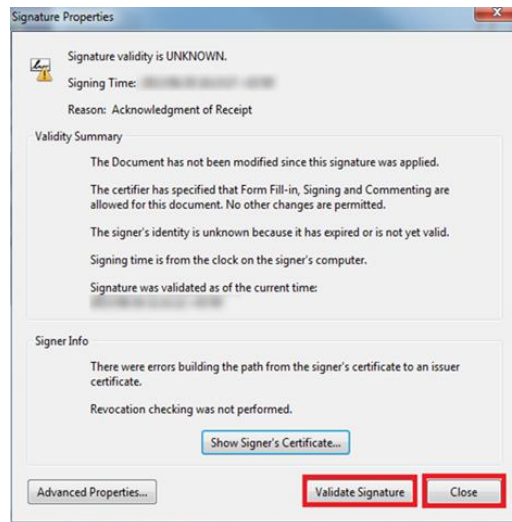 Signature Properties
Signature validity is UNKNOWN.
Signing Time:
Reason: Acknowledgment of Receipt
Validity Summary
The Document has not been modified since this signature was applied.
The certifier has specified that Form Fill-in, Signing and Commenting are
allowed for this document. No other changes are permitted.
The signer's identity is unknown because it has expired or is not yet valid.
Signing time is from the clock on the signer's computer.
Signature was validated as of the current time:
Signer Info
There were errors building the path from the signer's certificate to an issuer
certificate.
Revocation checking was not performed.
Show Signer's Certificate...
Advanced Properties...
Validate Signature
Close